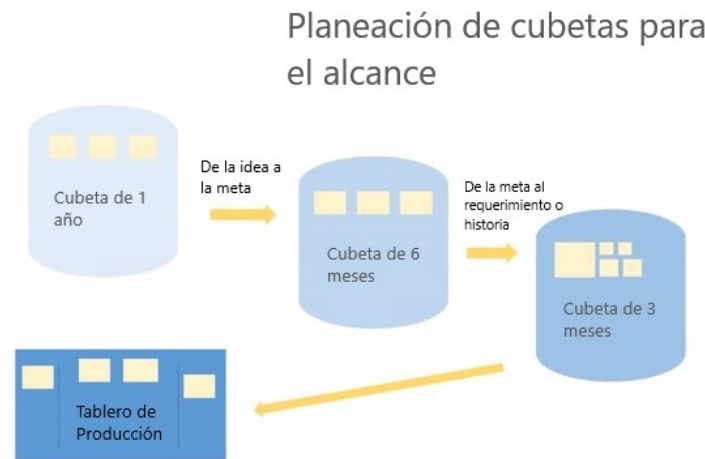 Planeación de cubetas para
el alcance
De la idea a
la meta
Cubeta de 1
año
De la meta al
requerimiento o
historia
Cubeta de 6
meses
Cubeta de 3
meses
Tablero de
Producción